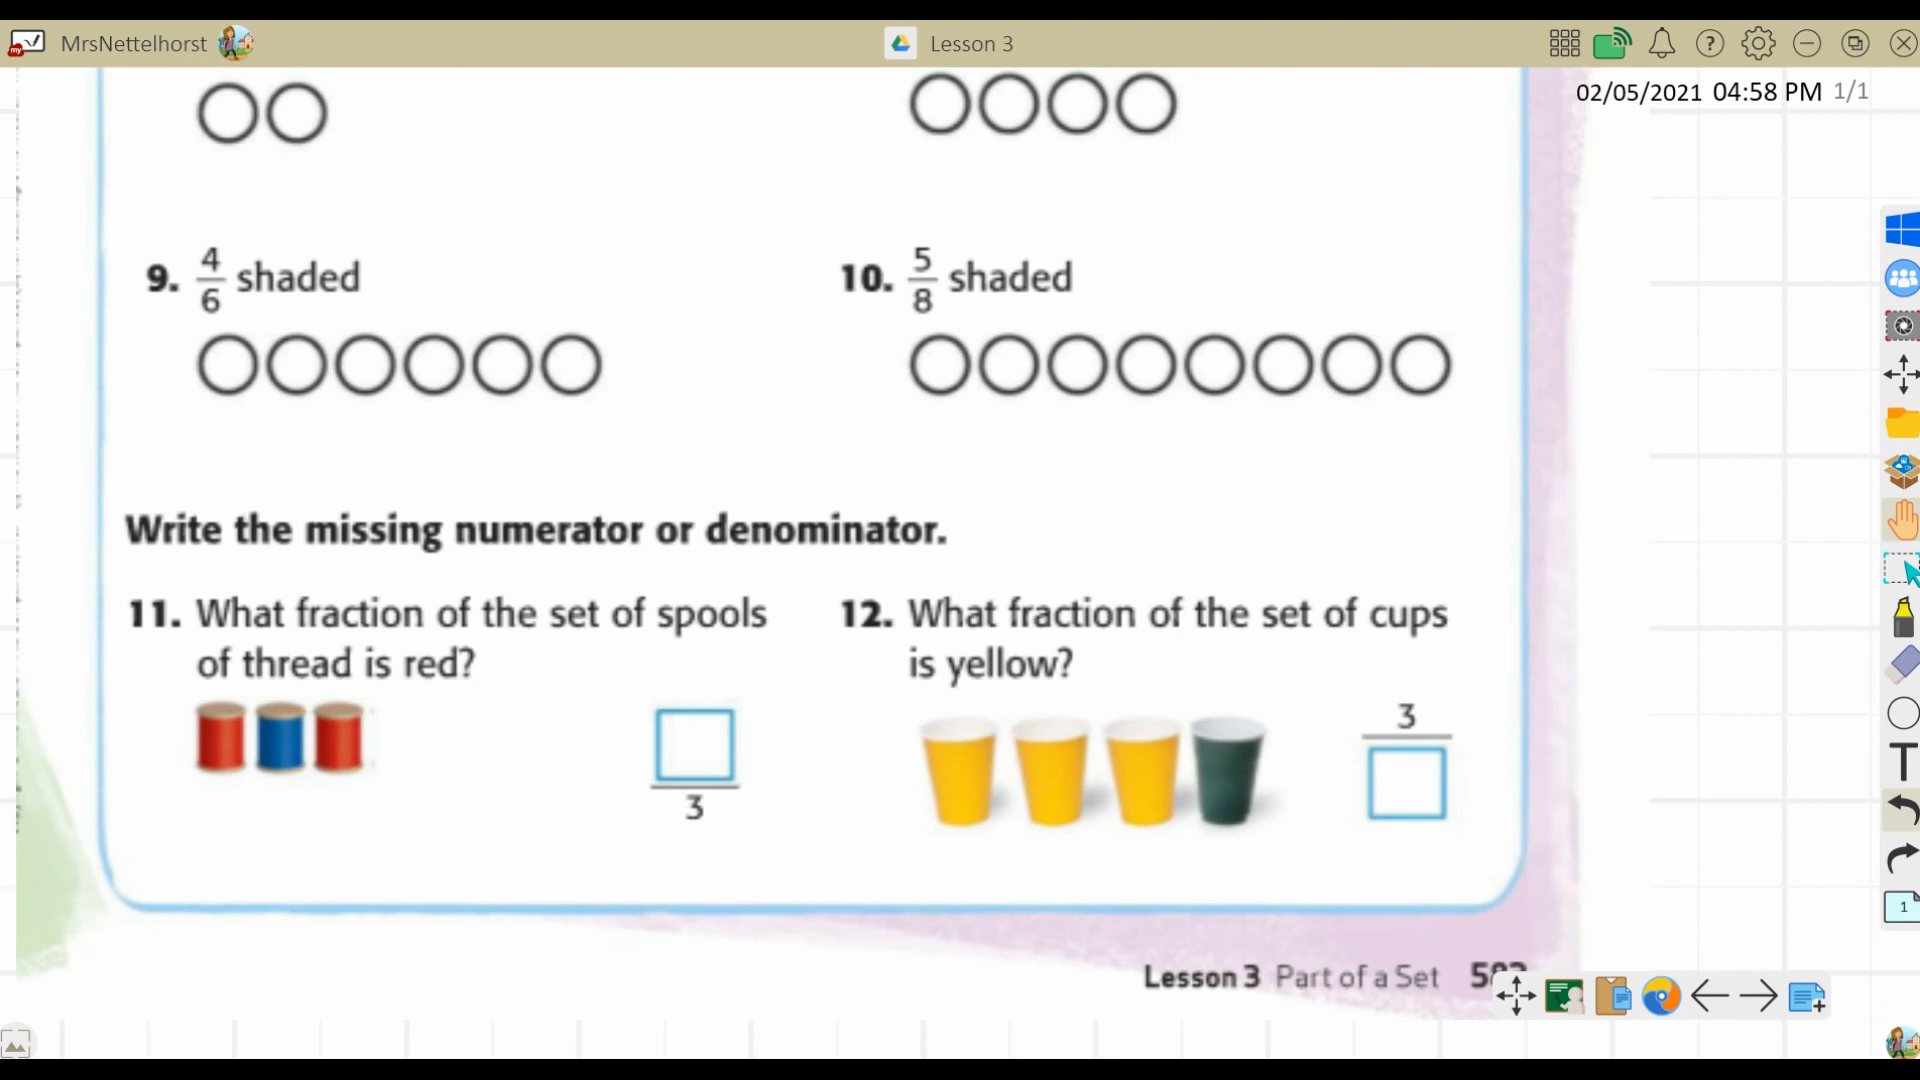 my
MrsNettelhorst
Lesson 3
02/05/2021 04:58 PM 1/1
9. 4/6 shaded
10. 5/8 shaded
Write the missing numerator or denominator.
11. What fraction of the set of spools
of thread is red?
3
12. What fraction of the set of cups
is yellow?
3
Lesson 3 Part of a Set
T
1